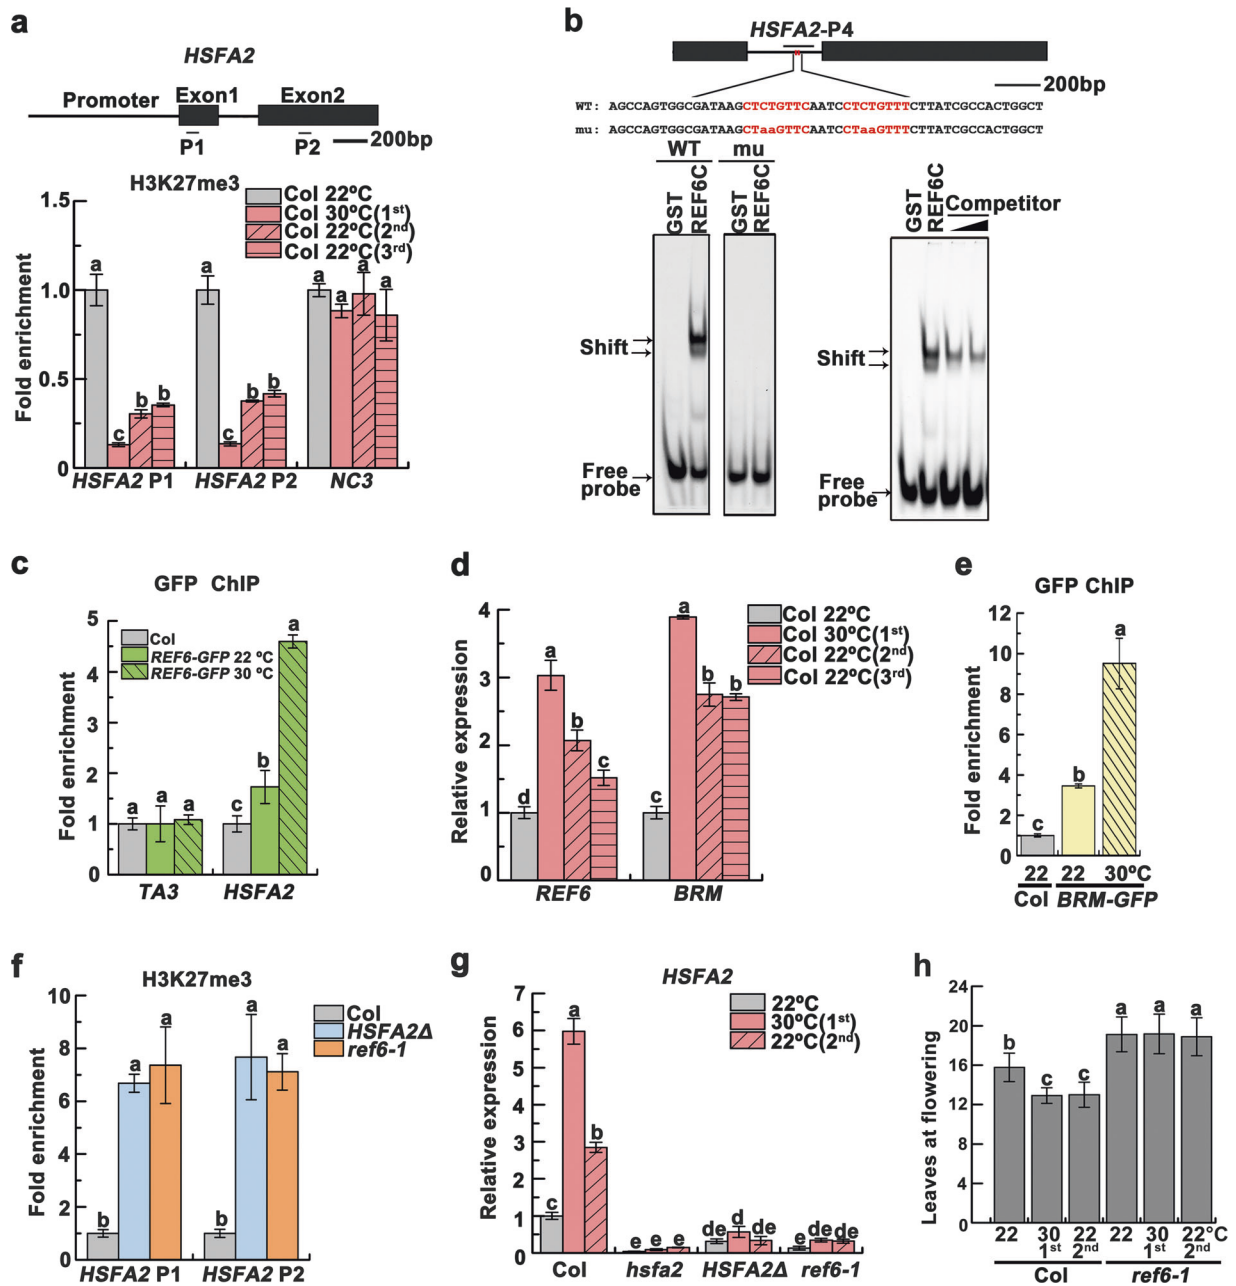 a
HSFA2
Promoter Exon1 Exon2
P1 P2 200bp
H3K27me3
Col 22ºC
Col 30ºC(1st)
Col 22ºC(2nd)
Col 22ºC(3rd)
Fold enrichment
1.5
1.0
0.5
0
a c b b
a c b b
a a a a
HSFA2 P1 HSFA2 P2 NC3
b
HSFA2-P4
200bp
WT: AGCCAGTGGCGATAAGCTCTGTTCAATCCTCTGTTTCTTATCGCCACTGGCT
mu: AGCCAGTGGCGATAAGCTaaGTTCAATCCTaaGTTTCTTATCGCCACTGGCT
WT mu
GST REF6C GST REF6C
Shift
Free
probe
GST REF6C Competitor
Shift
Free
probe
c
GFP ChIP
Col
REF6-GFP 22 ºC
REF6-GFP 30 ºC
Fold enrichment
5
4
3
2
1
0
a a a c b a
TA3 HSFA2
d
Col 22ºC
Col 30ºC(1st)
Col 22ºC(2nd)
Col 22ºC(3rd)
Relative expression
4
3
2
1
0
d a b c
c a b b
REF6 BRM
e
GFP ChIP
Fold enrichment
12
10
8
6
4
2
0
c b a
22 22 30ºC
Col BRM-GFP
f
H3K27me3
Col
HSFA2Δ
ref6-1
Fold enrichment
10
8
6
4
2
0
b a a b a a
HSFA2 P1 HSFA2 P2
g
HSFA2
22ºC
30ºC(1st)
22ºC(2nd)
Relative expression
7
6
5
4
3
2
1
0
c a b e e e de d de e de de
Col hsfa2 HSFA2Δ ref6-1
h
Leaves at flowering
24
20
16
12
8
4
0
b c c a a a
22 30 22 22 30 22°C
1st 2nd 1st 2nd
Col ref6-1